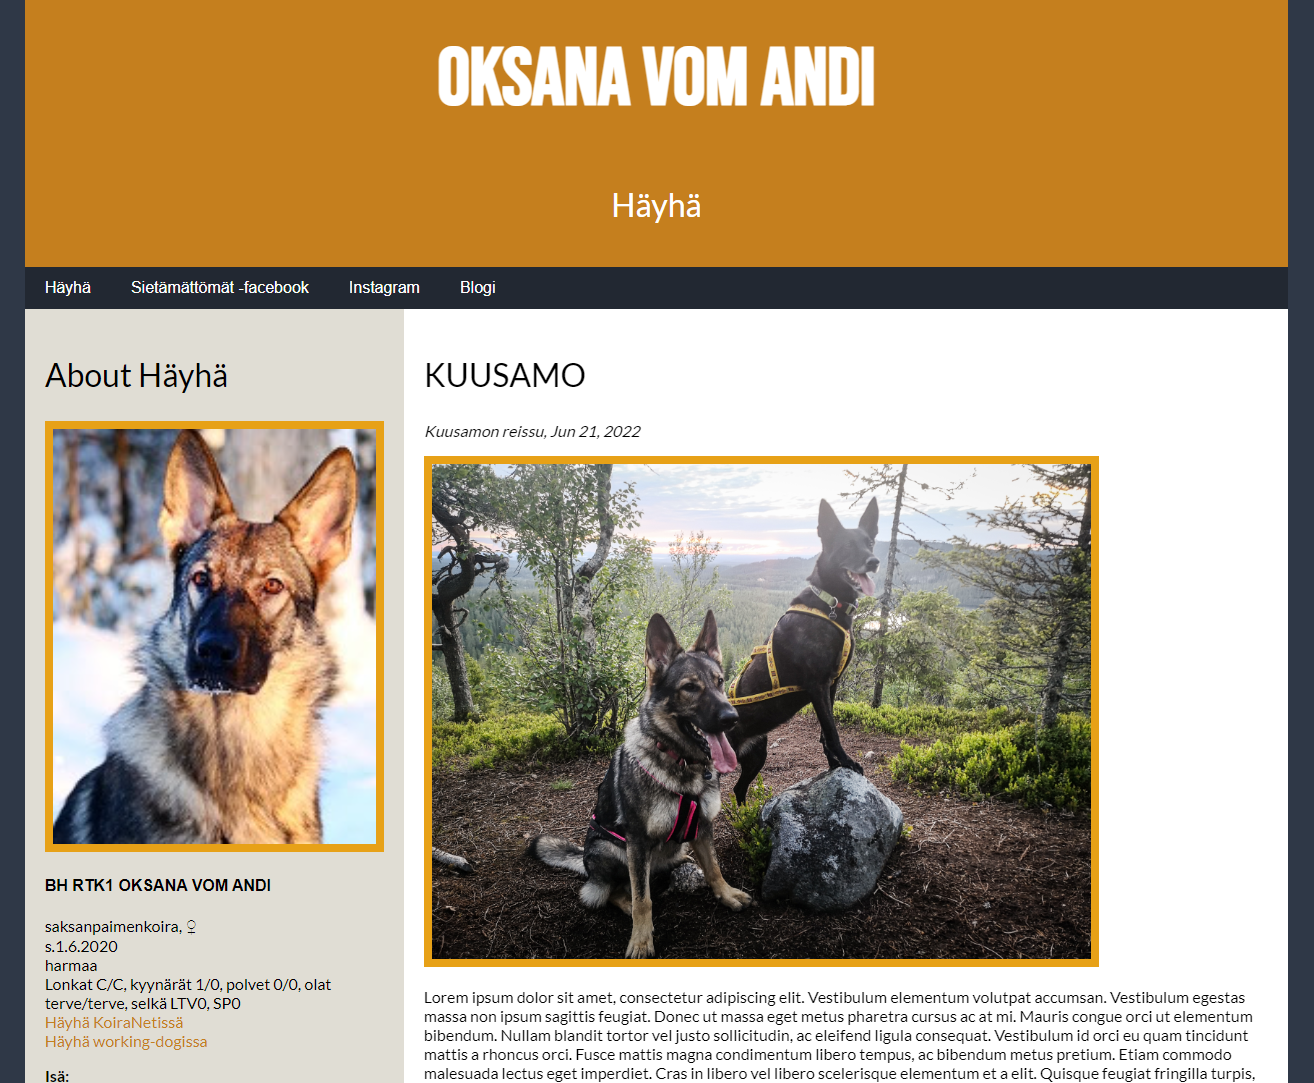 OKSANA VOM ANDI
Häyhä
Häyhä
Sietämättömät -facebook
Instagram
Blogi
About Häyhä
BH RTK1 OKSANA VOM ANDI
saksanpaimenkoira, ♀
s.1.6.2020
harmaa
Lonkat C/C, kyynärät 1/0, polvet 0/0, olat
terve/terve, selkä LTV0, SP0
Häyhä KoiraNetissä
Häyhä working-dogissa
Isä:
KUUSAMO
Kuusamon reissu, Jun 21, 2022
Lorem ipsum dolor sit amet, consectetur adipiscing elit. Vestibulum elementum volutpat accumsan. Vestibulum egestas
massa non ipsum sagittis feugiat. Donec ut massa eget metus pharetra cursus ac at mi. Mauris congue orci ut elementum
bibendum. Nullam blandit tortor vel justo sollicitudin, ac eleifend ligula consequat. Vestibulum id orci eu quam tincidunt
mattis a rhoncus orci. Fusce mattis magna condimentum libero tempus, ac bibendum metus pretium. Etiam commodo
malesuada lectus eget imperdiet. Cras in libero vel libero scelerisque elementum et a elit. Quisque feugiat fringilla turpis,